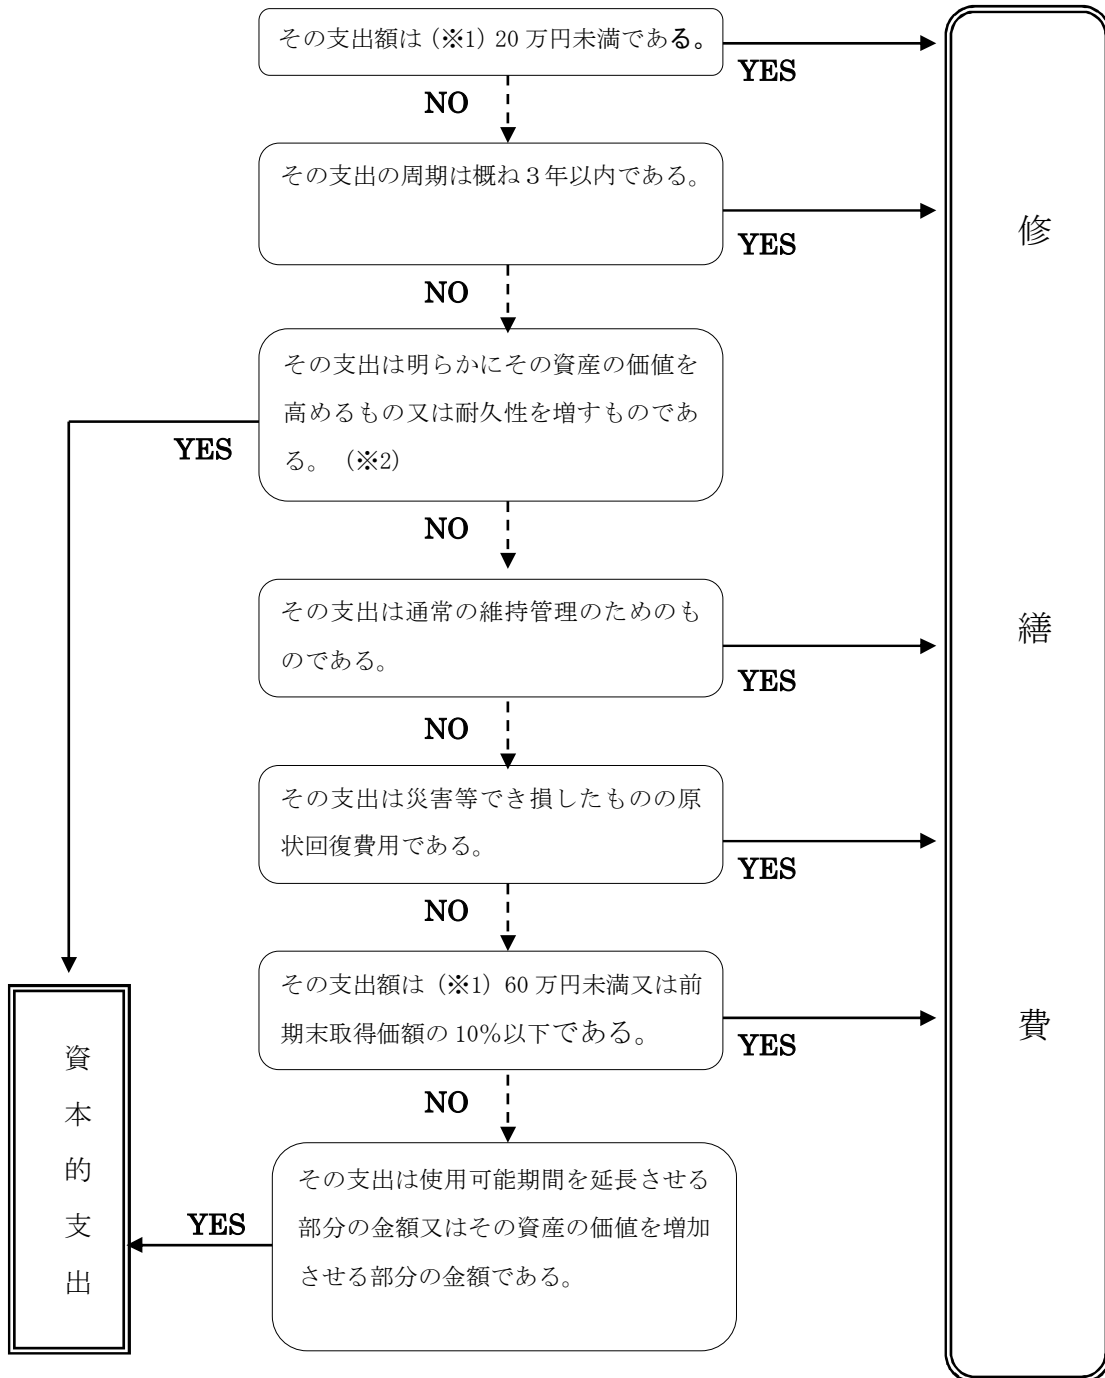 その支出額は（※1）20 万円未満である。
YES
NO
その支出の周期は概ね３年以内である。
YES
NO
その支出は明らかにその資産の価値を
高めるもの又は耐久性を増すものであ
る。（※2）
YES
NO
その支出は通常の維持管理のためのも
のである。
YES
NO
その支出は災害等でき損したものの原
状回復費用である。
YES
NO
その支出額は（※1）60 万円未満又は前
期末取得価額の 10％以下である。
YES
NO
その支出は使用可能期間を延長させる
部分の金額又はその資産の価値を増加
させる部分の金額である。
YES
資本的支出
修繕費